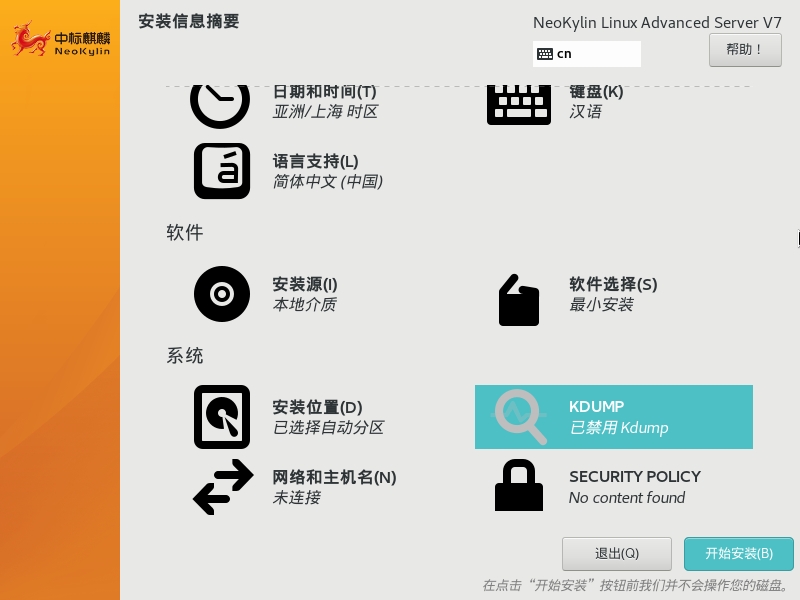 安装信息摘要
NeoKylin Linux Advanced Server V7
中标麒麟
NeoKylin
cn
帮助！
日期和时间(T)
亚洲/上海 时区
键盘(K)
汉语
á
语言支持(L)
简体中文 (中国)
软件
安装源(I)
本地介质
软件选择(S)
最小安装
系统
安装位置(D)
已选择自动分区
KDUMP
已禁用 Kdump
网络和主机名(N)
未连接
SECURITY POLICY
No content found
退出(Q)
开始安装(B)
在点击“开始安装”按钮前我们并不会操作您的磁盘。